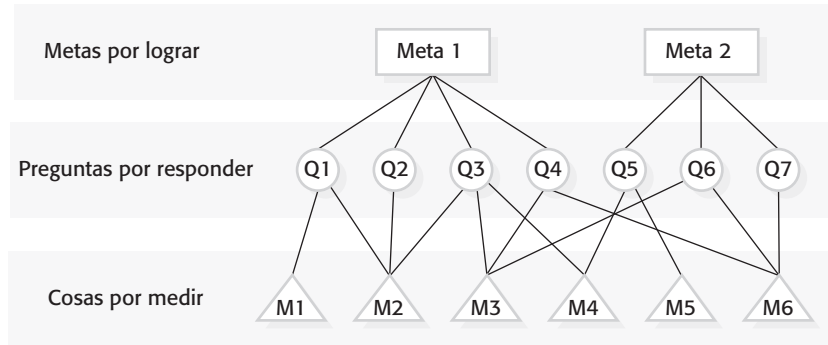 Metas por lograr Meta 1 Meta 2
Preguntas por responder Q1 Q2 Q3 Q4 Q5 Q6 Q7
Cosas por medir M1 M2 M3 M4 M5 M6